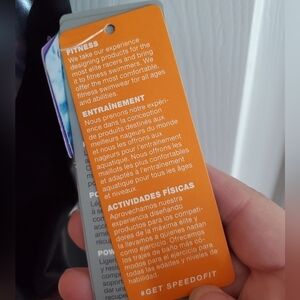 FITNESS
We take our experience
designing products for the
most elite racers and bring
it to fitness swimmers. We
offer the most comfortable,
fitness swimwear for all ages
and abilities.
ENTRAÎNEMENT
Nous prenons notre expéri-
ence dans la conception
de produits destinés aux
meilleurs nageurs du monde
et nous les offrons aux
nageurs pour l'entraînement
aquatique. Nous offrons les
maillots les plus confortables
et adaptés à l'entraînement
aquatique pour tous les âges
et niveaux.
ACTIVIDADES FÍSICAS
Aprovechamos nuestra
experiencia diseñando
productos para los competi-
dores de la máxima elite y
la llevamos a quienes nadan
como ejercicio. Ofrecemos
los trajes de baño más có-
modos para el ejercicio para
todas las edades y niveles de
habilidad.
#GET SPEEDOFIT